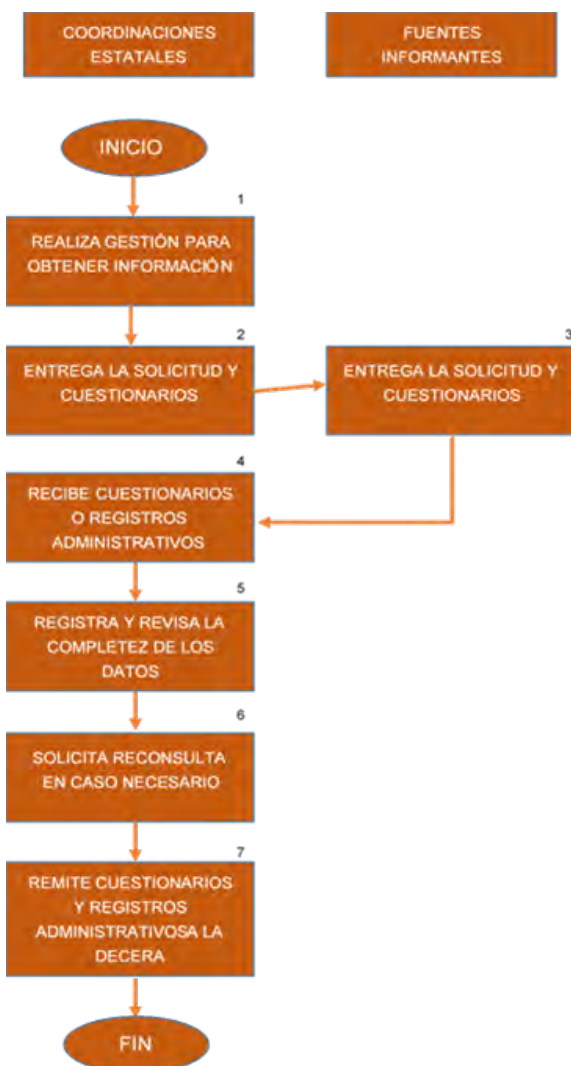 COORDINACIONES
ESTATALES
FUENTES
INFORMANTES
INICIO
1
REALIZA GESTIÓN PARA
OBTENER INFORMACIÓN
2
ENTREGA LA SOLICITUD Y
CUESTIONARIOS
3
ENTREGA LA SOLICITUD Y
CUESTIONARIOS
4
RECIBE CUESTIONARIOS
O REGISTROS
ADMINISTRATIVOS
5
REGISTRA Y REVISA LA
COMPLETEZ DE LOS
DATOS
6
SOLICITA RECONSULTA
EN CASO NECESARIO
7
REMITE CUESTIONARIOS
Y REGISTROS
ADMINISTRATIVOSA LA
DECERA
FIN